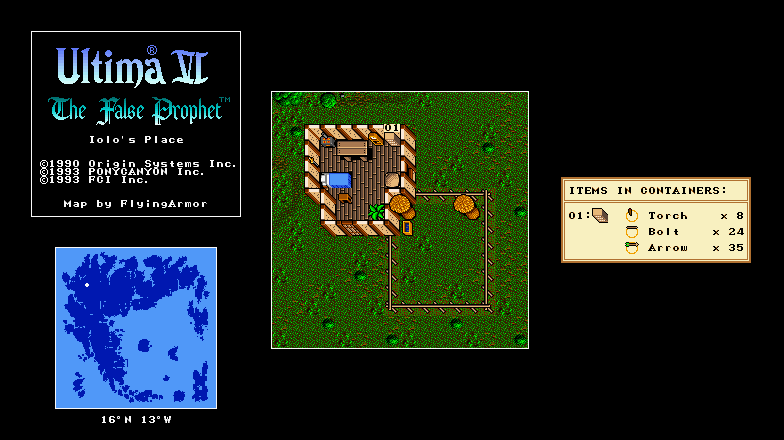 Ultima® VI
The False Prophet™
Iolo's Place
©1990 Origin Systems Inc.
©1993 PONYCANYON Inc.
©1993 FCI Inc.
Map by FlyingArmor
01
ITEMS IN CONTAINERS:
01: Torch x 8
Bolt x 24
Arrow x 35
16°N 13°W